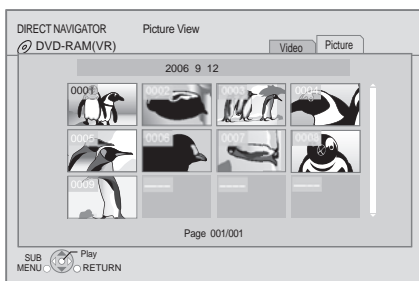 DIRECT NAVIGATOR Picture View
DVD-RAM(VR) Video Picture
2006 9 12
0001 0002 0003 0004
0005 0006 0007 0008
0009
Page 001/001
SUB MENU Play RETURN